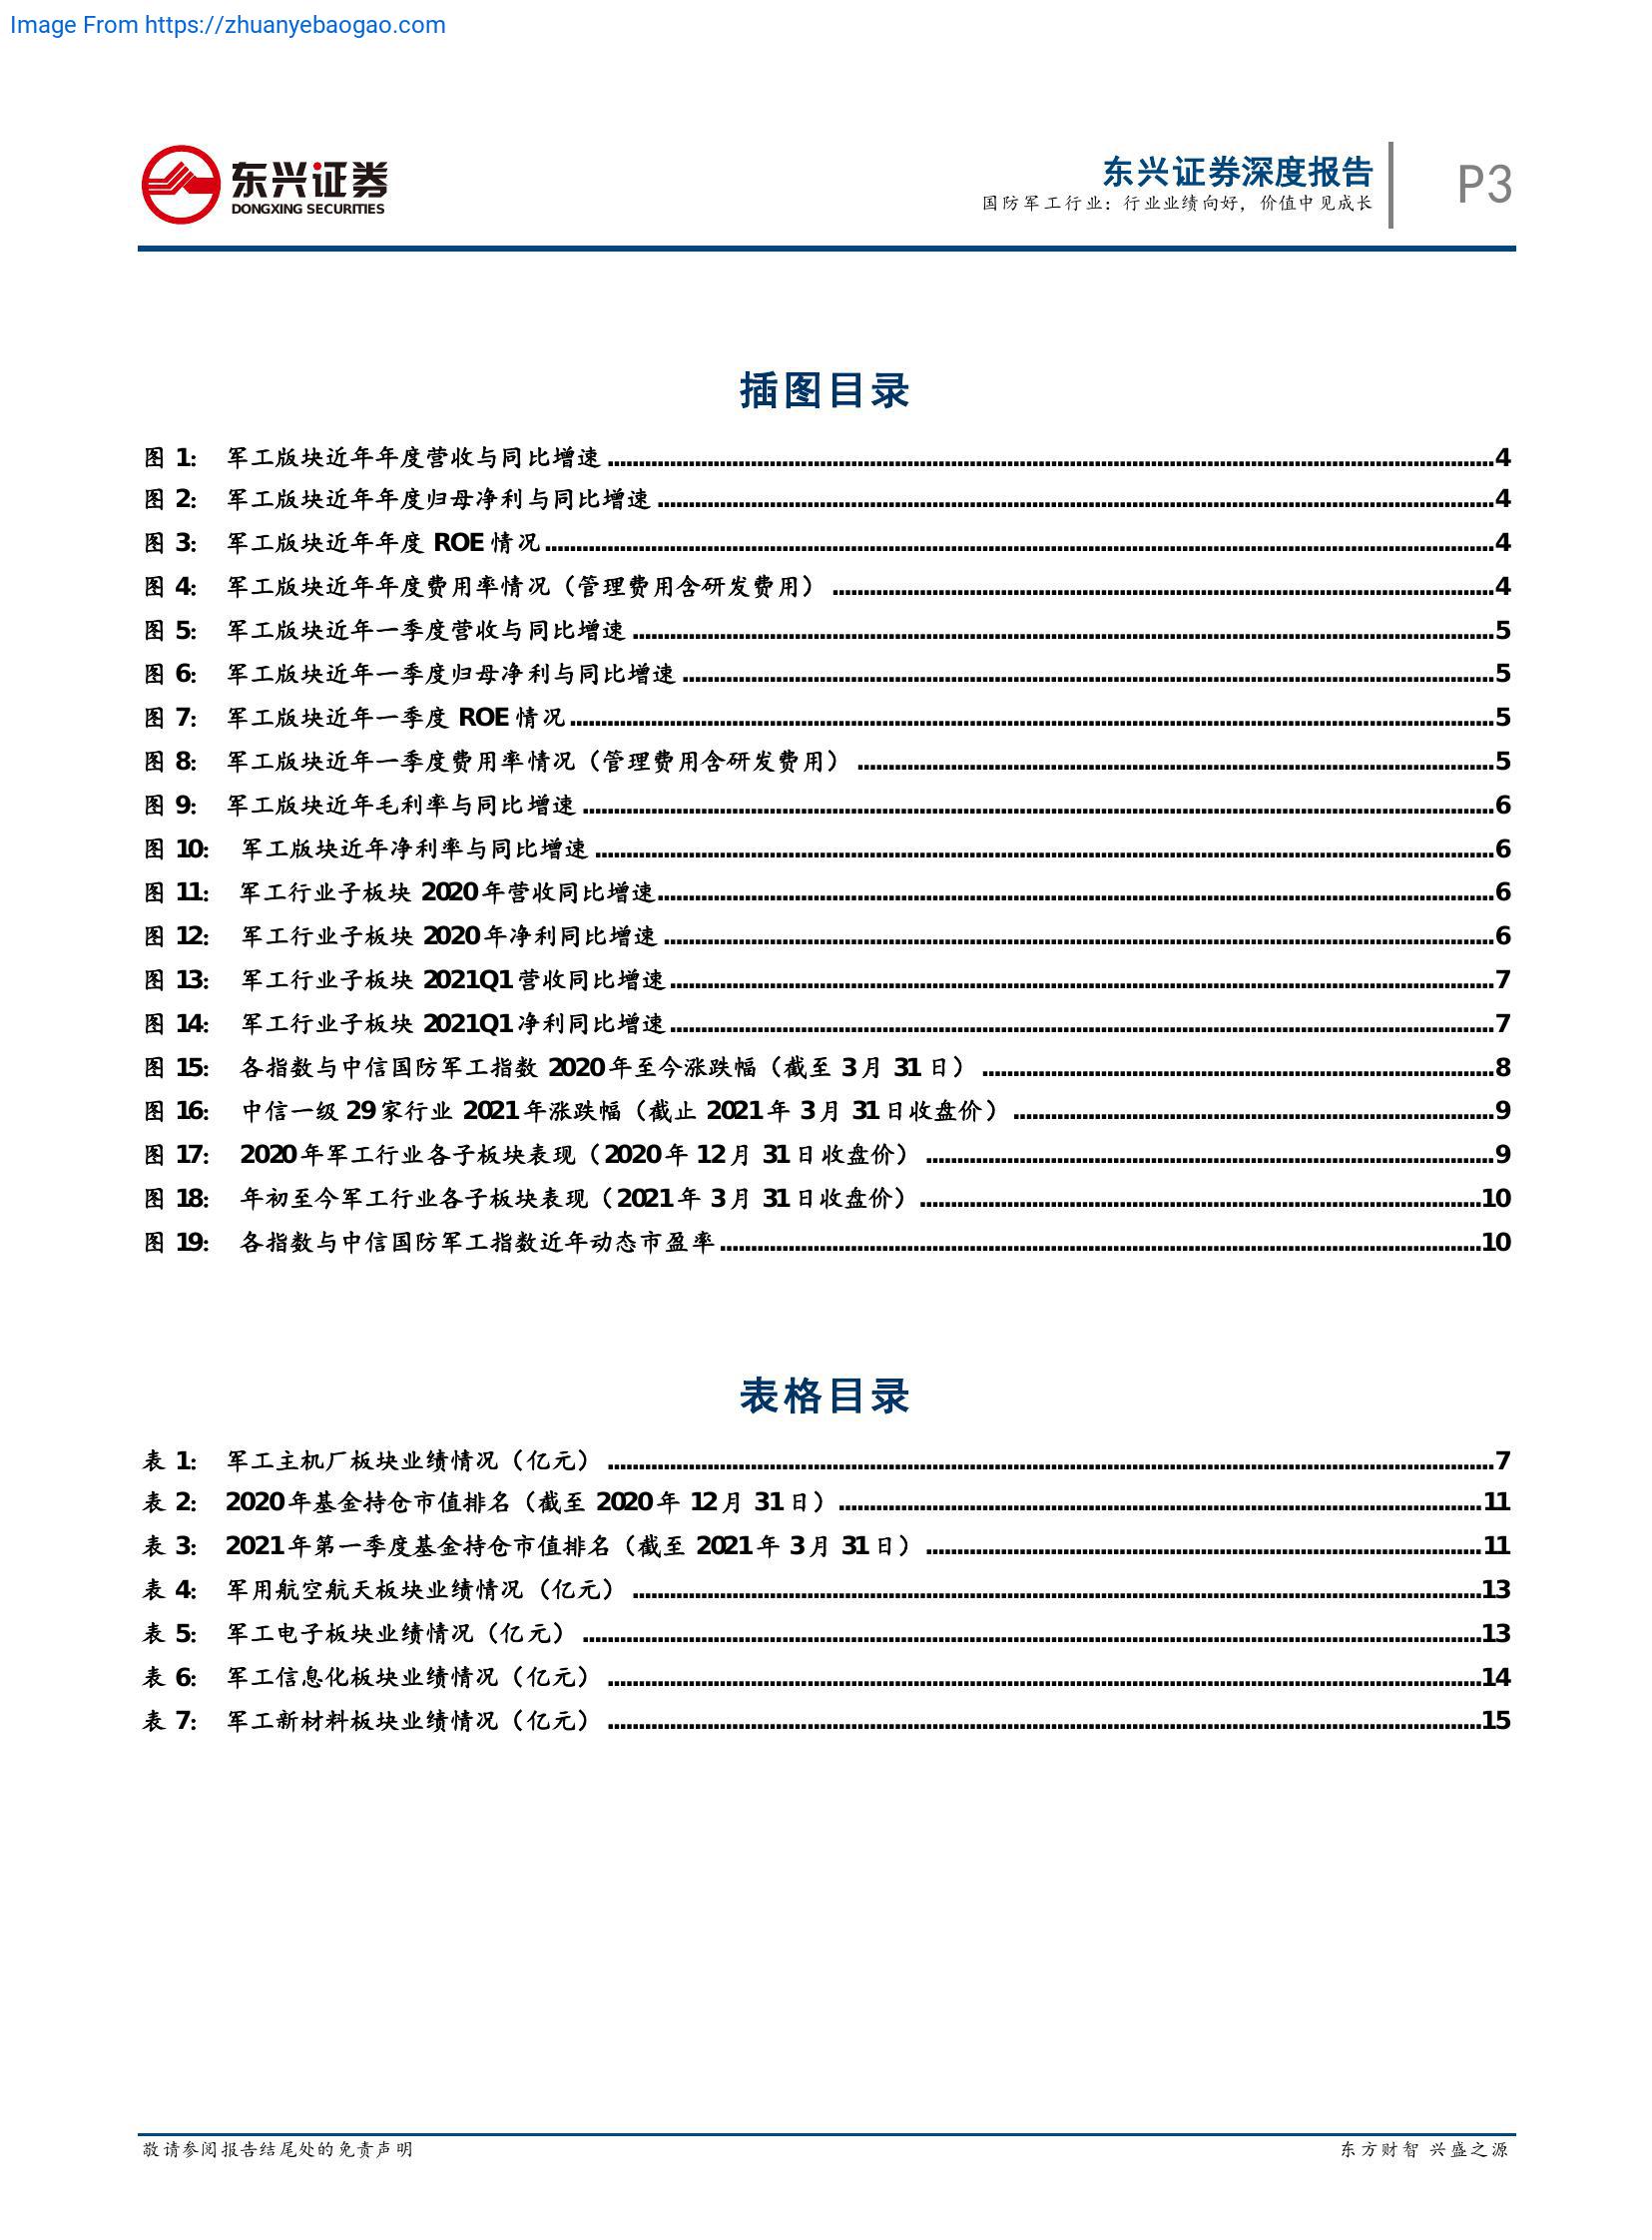 Image From https://zhuanyebaogao.com
东兴证券
DONGXING SECURITIES
东兴证券深度报告
国防军工行业：行业业绩向好，价值中见成长
P3
插图目录
图 1： 军工版块近年年度营收与同比增速 4
图 2： 军工版块近年年度归母净利与同比增速 4
图 3： 军工版块近年年度 ROE 情况 4
图 4： 军工版块近年年度费用率情况（管理费用含研发费用） 4
图 5： 军工版块近年一季度营收与同比增速 5
图 6： 军工版块近年一季度归母净利与同比增速 5
图 7： 军工版块近年一季度 ROE 情况 5
图 8： 军工版块近年一季度费用率情况（管理费用含研发费用） 5
图 9： 军工版块近年毛利率与同比增速 6
图 10： 军工版块近年净利率与同比增速 6
图 11： 军工行业子板块 2020 年营收同比增速 6
图 12： 军工行业子板块 2020 年净利同比增速 6
图 13： 军工行业子板块 2021Q1 营收同比增速 7
图 14： 军工行业子板块 2021Q1 净利同比增速 7
图 15： 各指数与中信国防军工指数 2020 年至今涨跌幅（截至 3 月 31 日） 8
图 16： 中信一级 29 家行业 2021 年涨跌幅（截止 2021 年 3 月 31 日收盘价） 9
图 17： 2020 年军工行业各子板块表现（2020 年 12 月 31 日收盘价） 9
图 18： 年初至今军工行业各子板块表现（2021 年 3 月 31 日收盘价） 10
图 19： 各指数与中信国防军工指数近年动态市盈率 10
表格目录
表 1： 军工主机厂板块业绩情况（亿元） 7
表 2： 2020 年基金持仓市值排名（截至 2020 年 12 月 31 日） 11
表 3： 2021 年第一季度基金持仓市值排名（截至 2021 年 3 月 31 日） 11
表 4： 军用航空航天板块业绩情况（亿元） 13
表 5： 军工电子板块业绩情况（亿元） 13
表 6： 军工信息化板块业绩情况（亿元） 14
表 7： 军工新材料板块业绩情况（亿元） 15
敬请参阅报告结尾处的免责声明
东方财智 兴盛之源